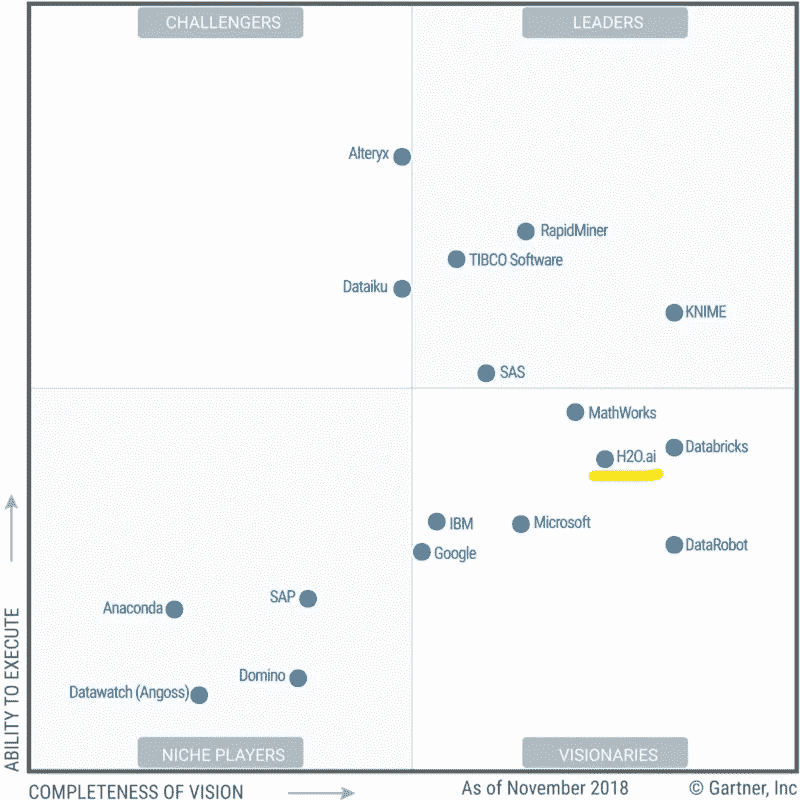 CHALLENGERS
LEADERS
Alteryx
RapidMiner
TIBCO Software
Dataiku
KNIME
SAS
MathWorks
Databricks
H2O.ai
IBM
Microsoft
Google
DataRobot
SAP
Anaconda
Domino
Datawatch (Angoss)
NICHE PLAYERS
VISIONARIES
ABILITY TO EXECUTE
COMPLETENESS OF VISION
As of November 2018
© Gartner, Inc